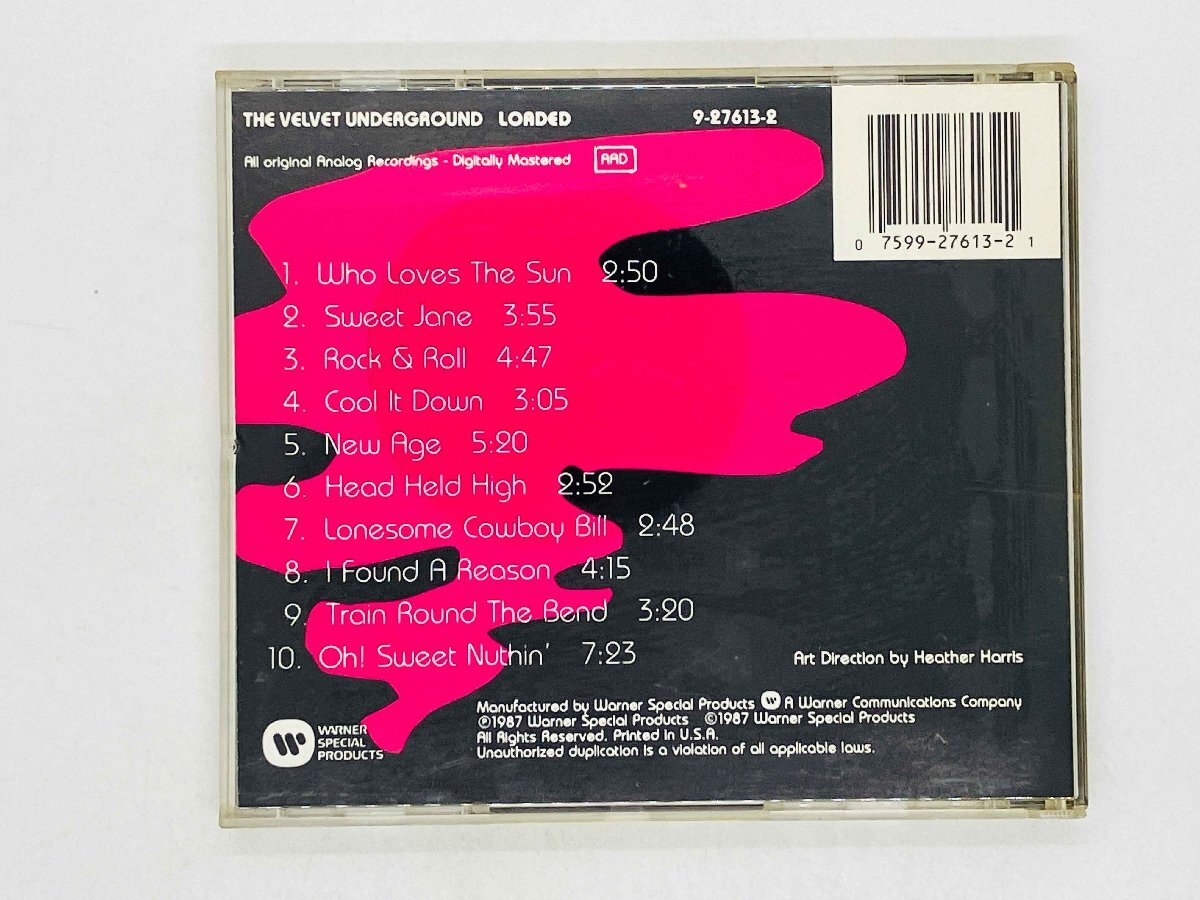 THE VELVET UNDERGROUND LOADED 9-27613-2
All original Analog Recordings - Digitally Mastered AAD
0 7599-27613-2 1
1. Who Loves The Sun 2:50
2. Sweet Jane 3:55
3. Rock & Roll 4:47
4. Cool It Down 3:05
5. New Age 5:20
6. Head Held High 2:52
7. Lonesome Cowboy Bill 2:48
8. I Found A Reason 4:15
9. Train Round The Bend 3:20
10. Oh! Sweet Nuthin' 7:23
Art Direction by Heather Harris
Manufactured by Warner Special Products W A Warner Communications Company
℗1987 Warner Special Products ©1987 Warner Special Products
All Rights Reserved. Printed in U.S.A.
Unauthorized duplication is a violation of all applicable laws.
WARNER
SPECIAL
PRODUCTS